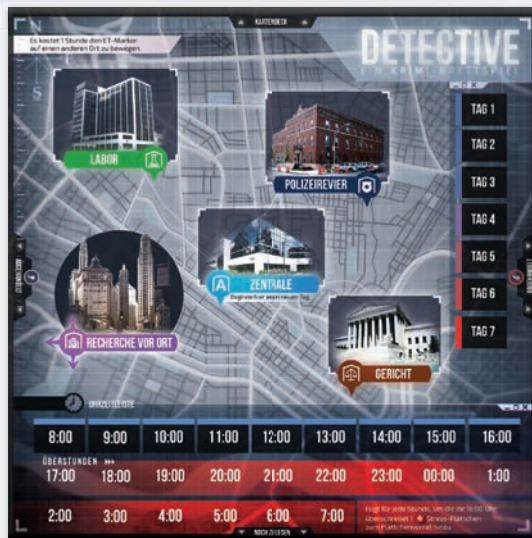 KARTENDECK
Es kostet 1 Stunde den ET-Marker
auf einen anderen Ort zu bewegen.
DETECTIVE
N
S
TAG 1
TAG 2
TAG 3
TAG 4
TAG 5
TAG 6
TAG 7
LABOR
POLIZEIREVIER
ZENTRALE
RECHERCHE VOR ORT
GERICHT
8:00 9:00 10:00 11:00 12:00 13:00 14:00 15:00 16:00
ÜBERSTUNDEN >>>
17:00 18:00 19:00 20:00 21:00 22:00 23:00 00:00 1:00
2:00 3:00 4:00 5:00 6:00 7:00
NOCH ZU LESEN